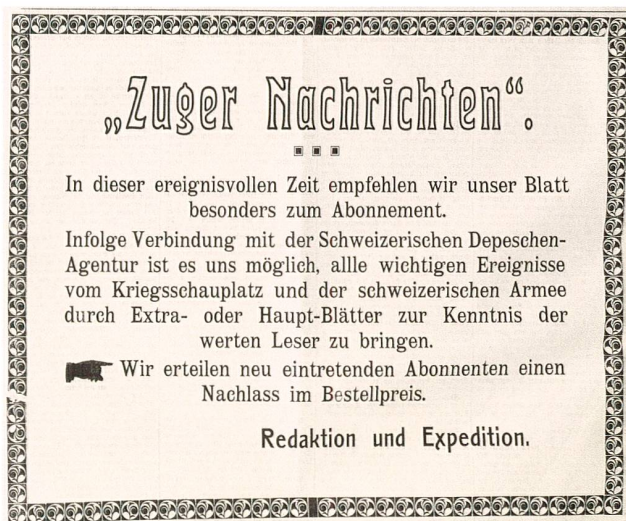 „Zuger Nachrichten“.
In dieser ereignisvollen Zeit empfehlen wir unser Blatt
besonders zum Abonnement.
Infolge Verbindung mit der Schweizerischen Depeschen-
Agentur ist es uns möglich, allle wichtigen Ereignisse
vom Kriegsschauplatz und der schweizerischen Armee
durch Extra- oder Haupt-Blätter zur Kenntnis der
werten Leser zu bringen.
Wir erteilen neu eintretenden Abonnenten einen
Nachlass im Bestellpreis.
Redaktion und Expedition.